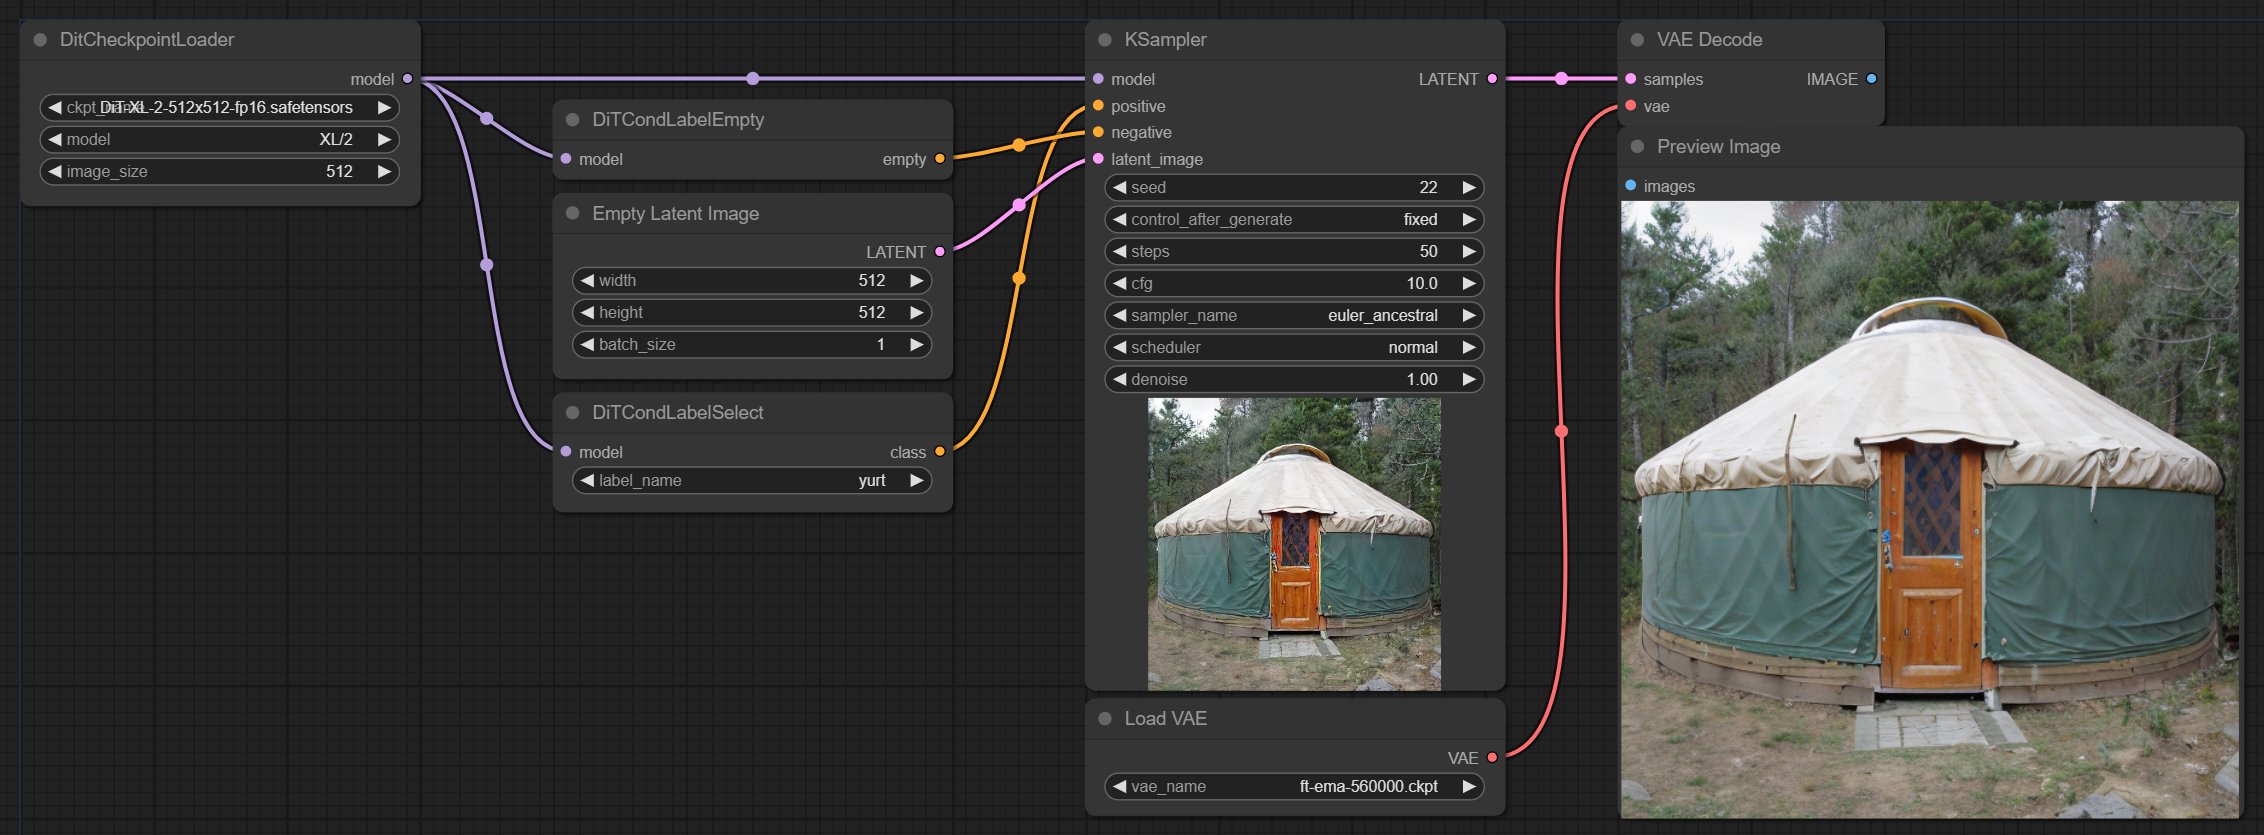 DitCheckpointLoader
model
ckpt_name DiT-XL-2-512x512-fp16.safetensors
model XL/2
image_size 512
DiTCondLabelEmpty
model empty
Empty Latent Image
LATENT
width 512
height 512
batch_size 1
DiTCondLabelSelect
model class
label_name yurt
KSampler
model LATENT
positive
negative
latent_image
seed 22
control_after_generate fixed
steps 50
cfg 10.0
sampler_name euler_ancestral
scheduler normal
denoise 1.00
Load VAE
VAE
vae_name ft-ema-560000.ckpt
VAE Decode
samples IMAGE
vae
Preview Image
images